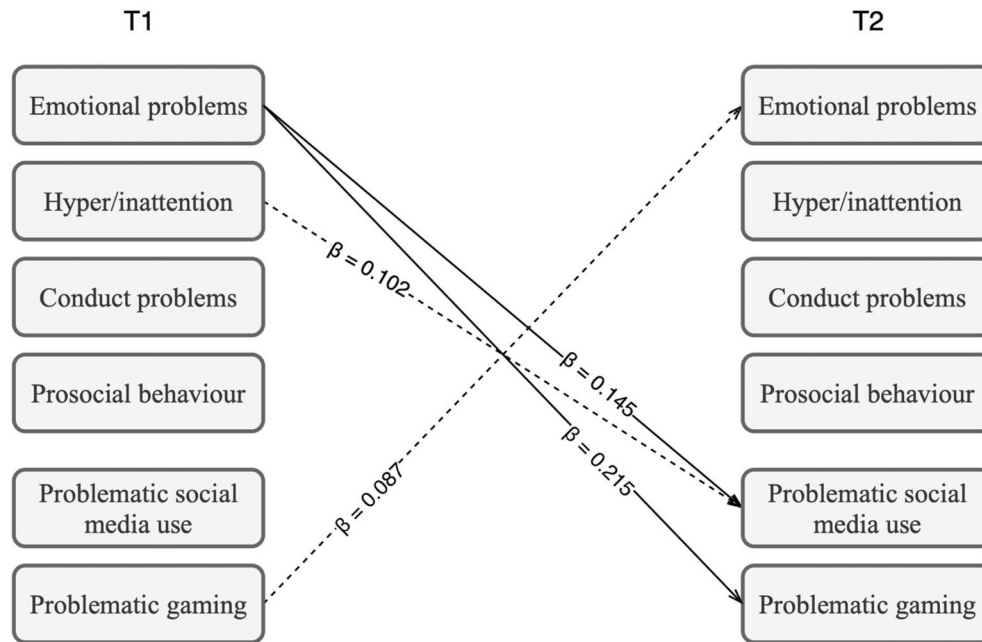 T1
T2
Emotional problems
Emotional problems
Hyper/inattention
Hyper/inattention
β = 0.102
Conduct problems
Conduct problems
Prosocial behaviour
Prosocial behaviour
β = 0.145
β = 0.215
β = 0.087
Problematic social
media use
Problematic social
media use
Problematic gaming
Problematic gaming